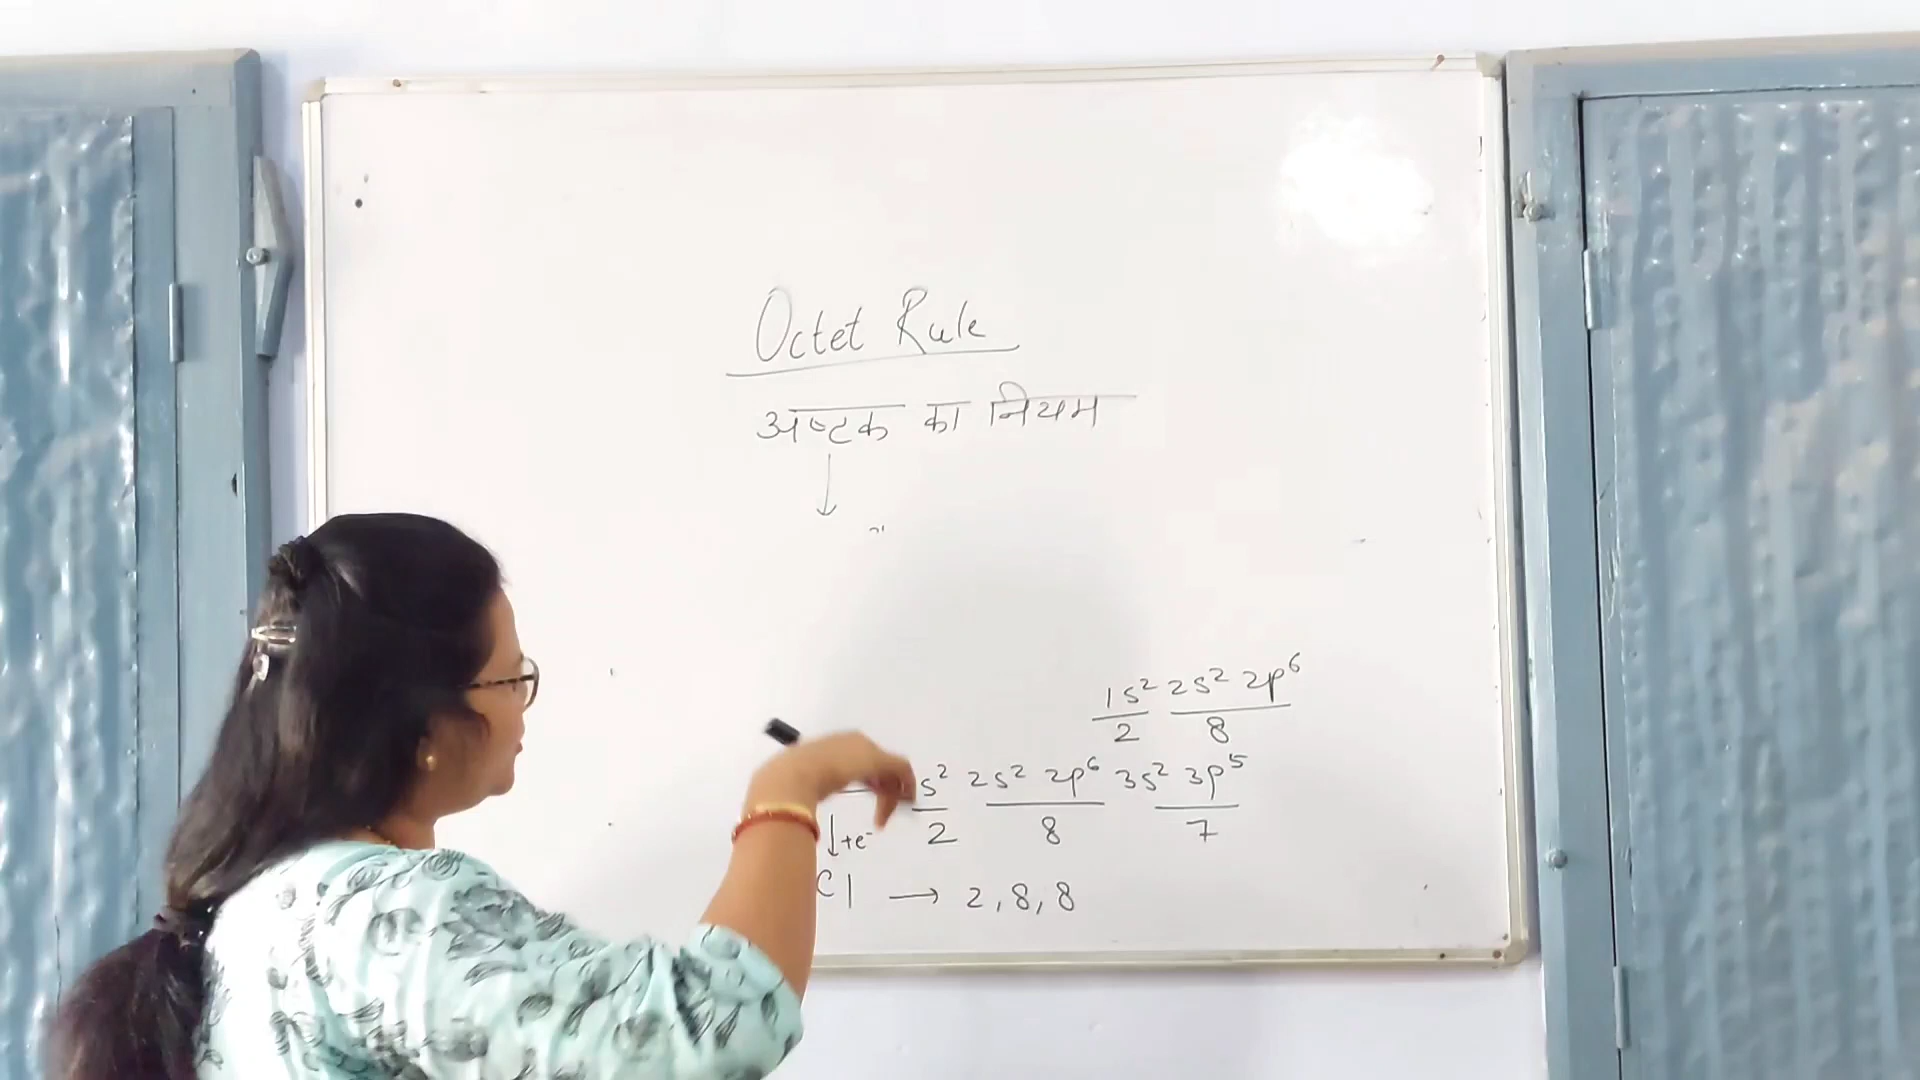 Octet Rule
अष्टक का नियम
↓
1s² 2s² 2p⁶
2 8
s² 2s² 2p⁶ 3s² 3p⁵
↓+e⁻ 2 8 7
Cl → 2,8,8